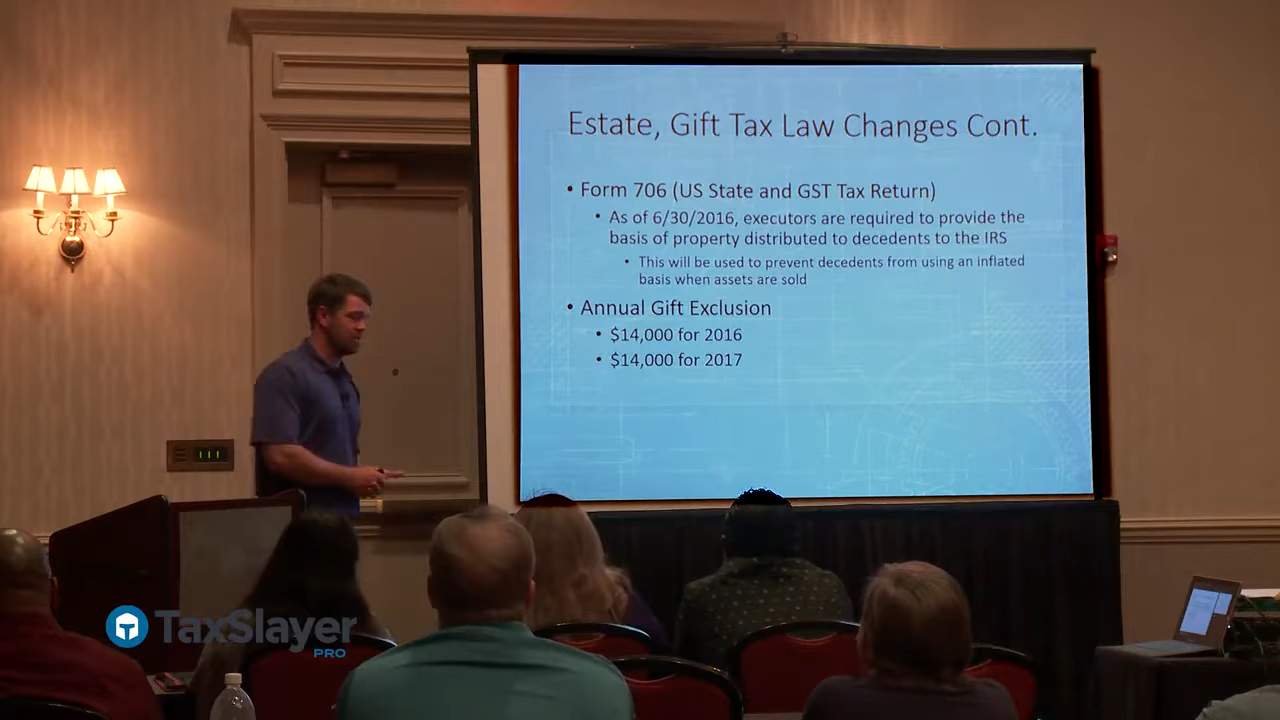 Estate, Gift Tax Law Changes Cont.
• Form 706 (US State and GST Tax Return)
• As of 6/30/2016, executors are required to provide the
basis of property distributed to decedents to the IRS
• This will be used to prevent decedents from using an inflated
basis when assets are sold
• Annual Gift Exclusion
• $14,000 for 2016
• $14,000 for 2017
TaxSlayer
PRO